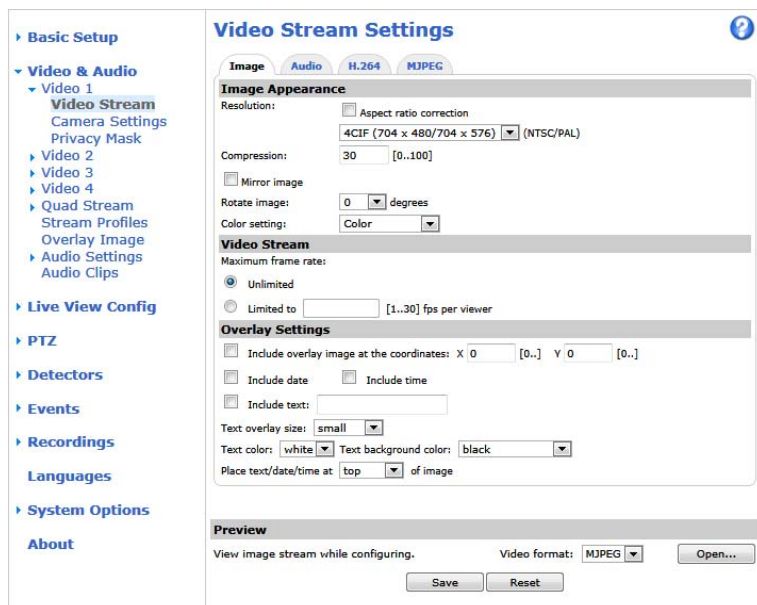 Basic Setup
Video & Audio
Video 1
Video Stream
Camera Settings
Privacy Mask
Video 2
Video 3
Video 4
Quad Stream
Stream Profiles
Overlay Image
Audio Settings
Audio Clips
Live View Config
PTZ
Detectors
Events
Recordings
Languages
System Options
About
Video Stream Settings ?
Image Audio H.264 MJPEG
Image Appearance
Resolution: Aspect ratio correction
4CIF (704 x 480/704 x 576) (NTSC/PAL)
Compression: 30 [0..100]
Mirror image
Rotate image: 0 degrees
Color setting: Color
Video Stream
Maximum frame rate:
Unlimited
Limited to [1..30] fps per viewer
Overlay Settings
Include overlay image at the coordinates: X 0 [0..] Y 0 [0..]
Include date Include time
Include text:
Text overlay size: small
Text color: white Text background color: black
Place text/date/time at top of image
Preview
View image stream while configuring. Video format: MJPEG Open...
Save Reset